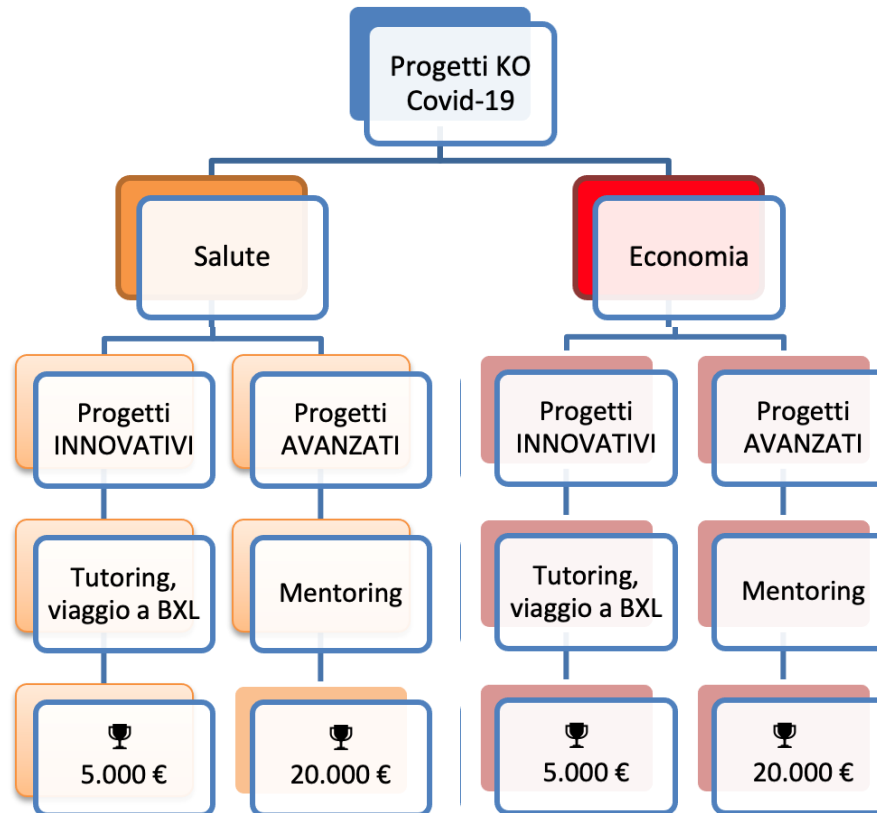 Progetti KO
Covid-19
Salute
Economia
Progetti
INNOVATIVI
Progetti
AVANZATI
Progetti
INNOVATIVI
Progetti
AVANZATI
Tutoring,
viaggio a BXL
Mentoring
Tutoring,
viaggio a BXL
Mentoring
5.000 €
20.000 €
5.000 €
20.000 €